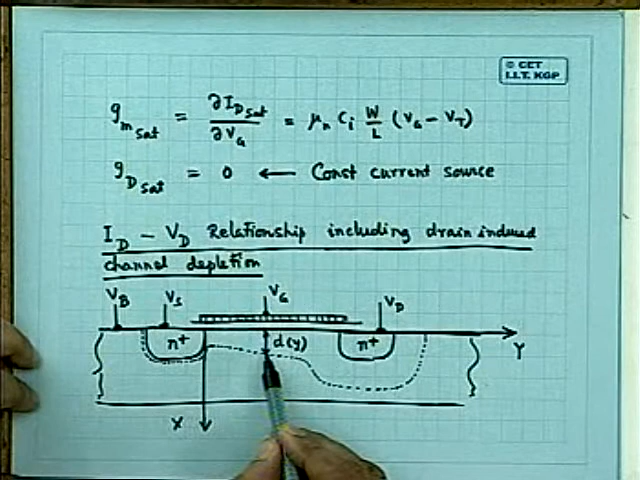 © CET
I.I.T. KGP
g_m sat = ∂I_D sat / ∂V_G = μ_n C_i W/L (V_G - V_T)
g_D sat = 0 ← Const current source
I_D - V_D Relationship including drain induced
channel depletion
V_B V_S V_G V_D
n+ d(y) n+
Y
X